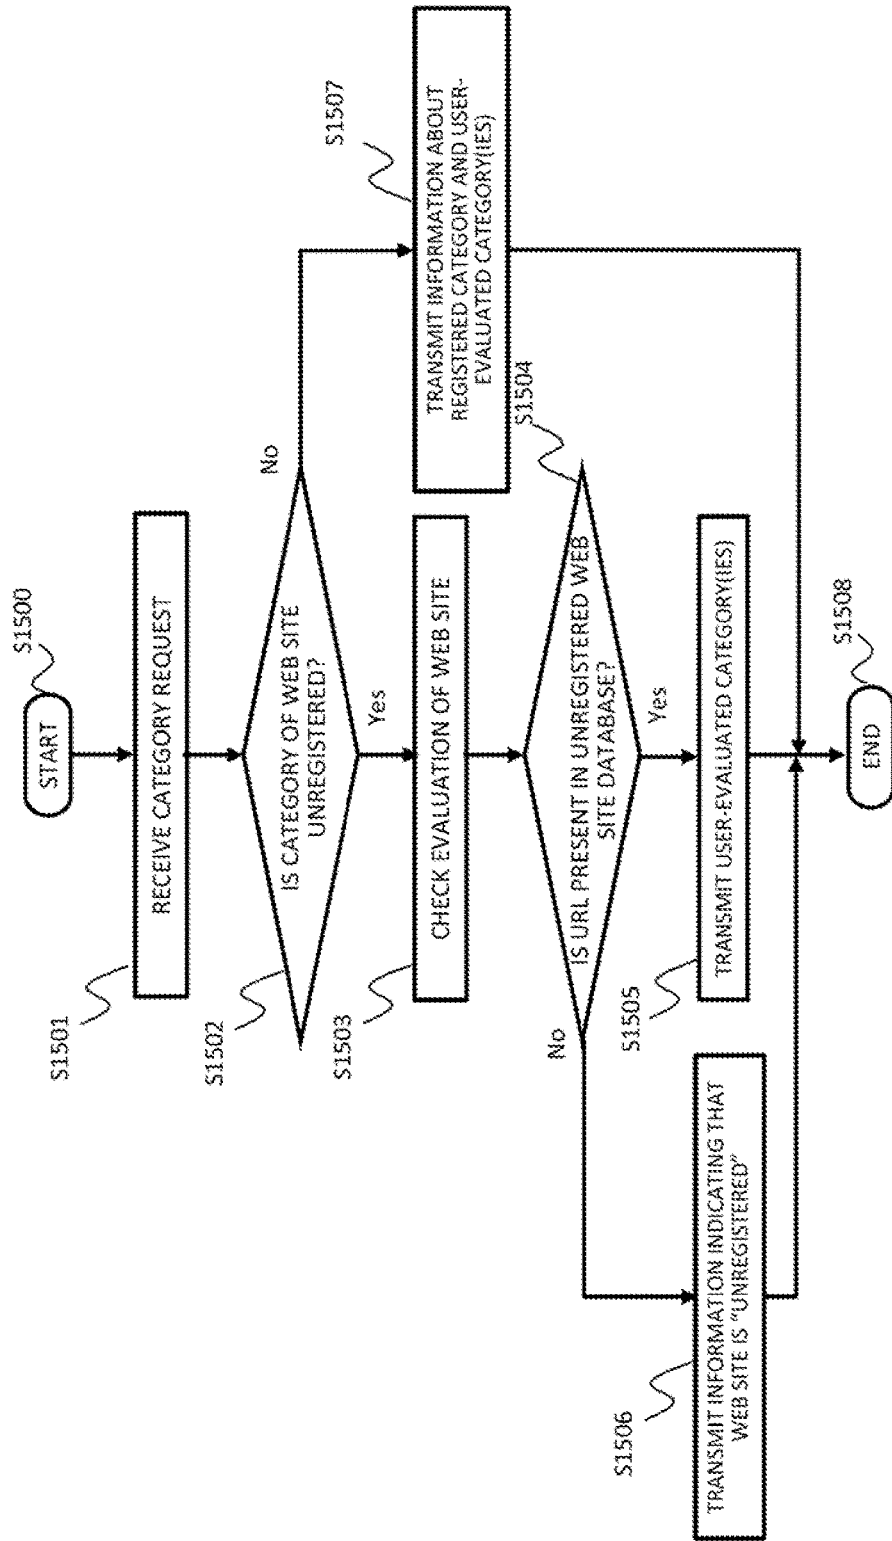 S1500
START
S1501
RECEIVE CATEGORY REQUEST
S1502
IS CATEGORY OF WEB SITE
UNREGISTERED?
No
Yes
S1503
CHECK EVALUATION OF WEB SITE
S1507
TRANSMIT INFORMATION ABOUT
REGISTERED CATEGORY AND USER-
EVALUATED CATEGORY(IES)
S1504
IS URL PRESENT IN UNREGISTERED WEB
SITE DATABASE?
No
Yes
S1505
TRANSMIT USER-EVALUATED CATEGORY(IES)
S1506
TRANSMIT INFORMATION INDICATING THAT
WEB SITE IS “UNREGISTERED”
S1508
END